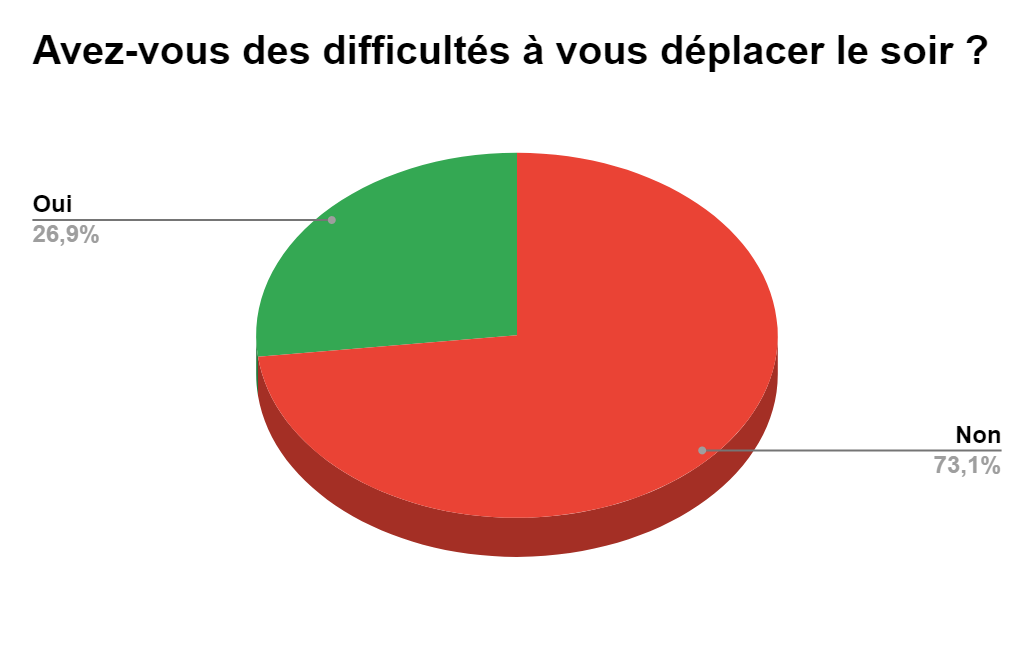 Avez-vous des difficultés à vous déplacer le soir ?
Oui
26,9%
Non
73,1%